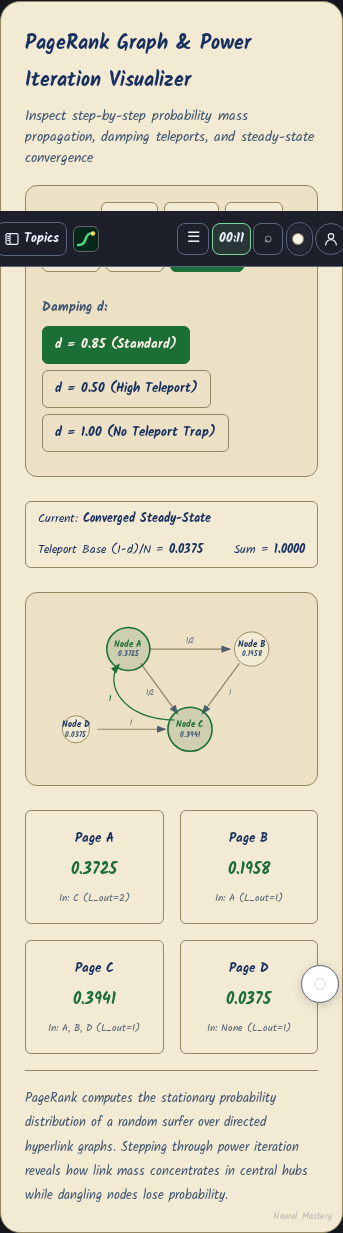 PageRank Graph & Power
Iteration Visualizer
Inspect step-by-step probability mass
propagation, damping teleports, and steady-state
convergence
Topics
00:11
Damping d:
d = 0.85 (Standard)
d = 0.50 (High Teleport)
d = 1.00 (No Teleport Trap)
Current: Converged Steady-State
Teleport Base (1-d)/N = 0.0375 Sum = 1.0000
Node A
0.3725
1/2
Node B
0.1958
1
1/2
1
Node D
0.0375
1
Node C
0.3941
Page A
0.3725
In: C (L_out=2)
Page B
0.1958
In: A (L_out=1)
Page C
0.3941
In: A, B, D (L_out=1)
Page D
0.0375
In: None (L_out=1)
PageRank computes the stationary probability
distribution of a random surfer over directed
hyperlink graphs. Stepping through power iteration
reveals how link mass concentrates in central hubs
while dangling nodes lose probability.
Neural Mastery